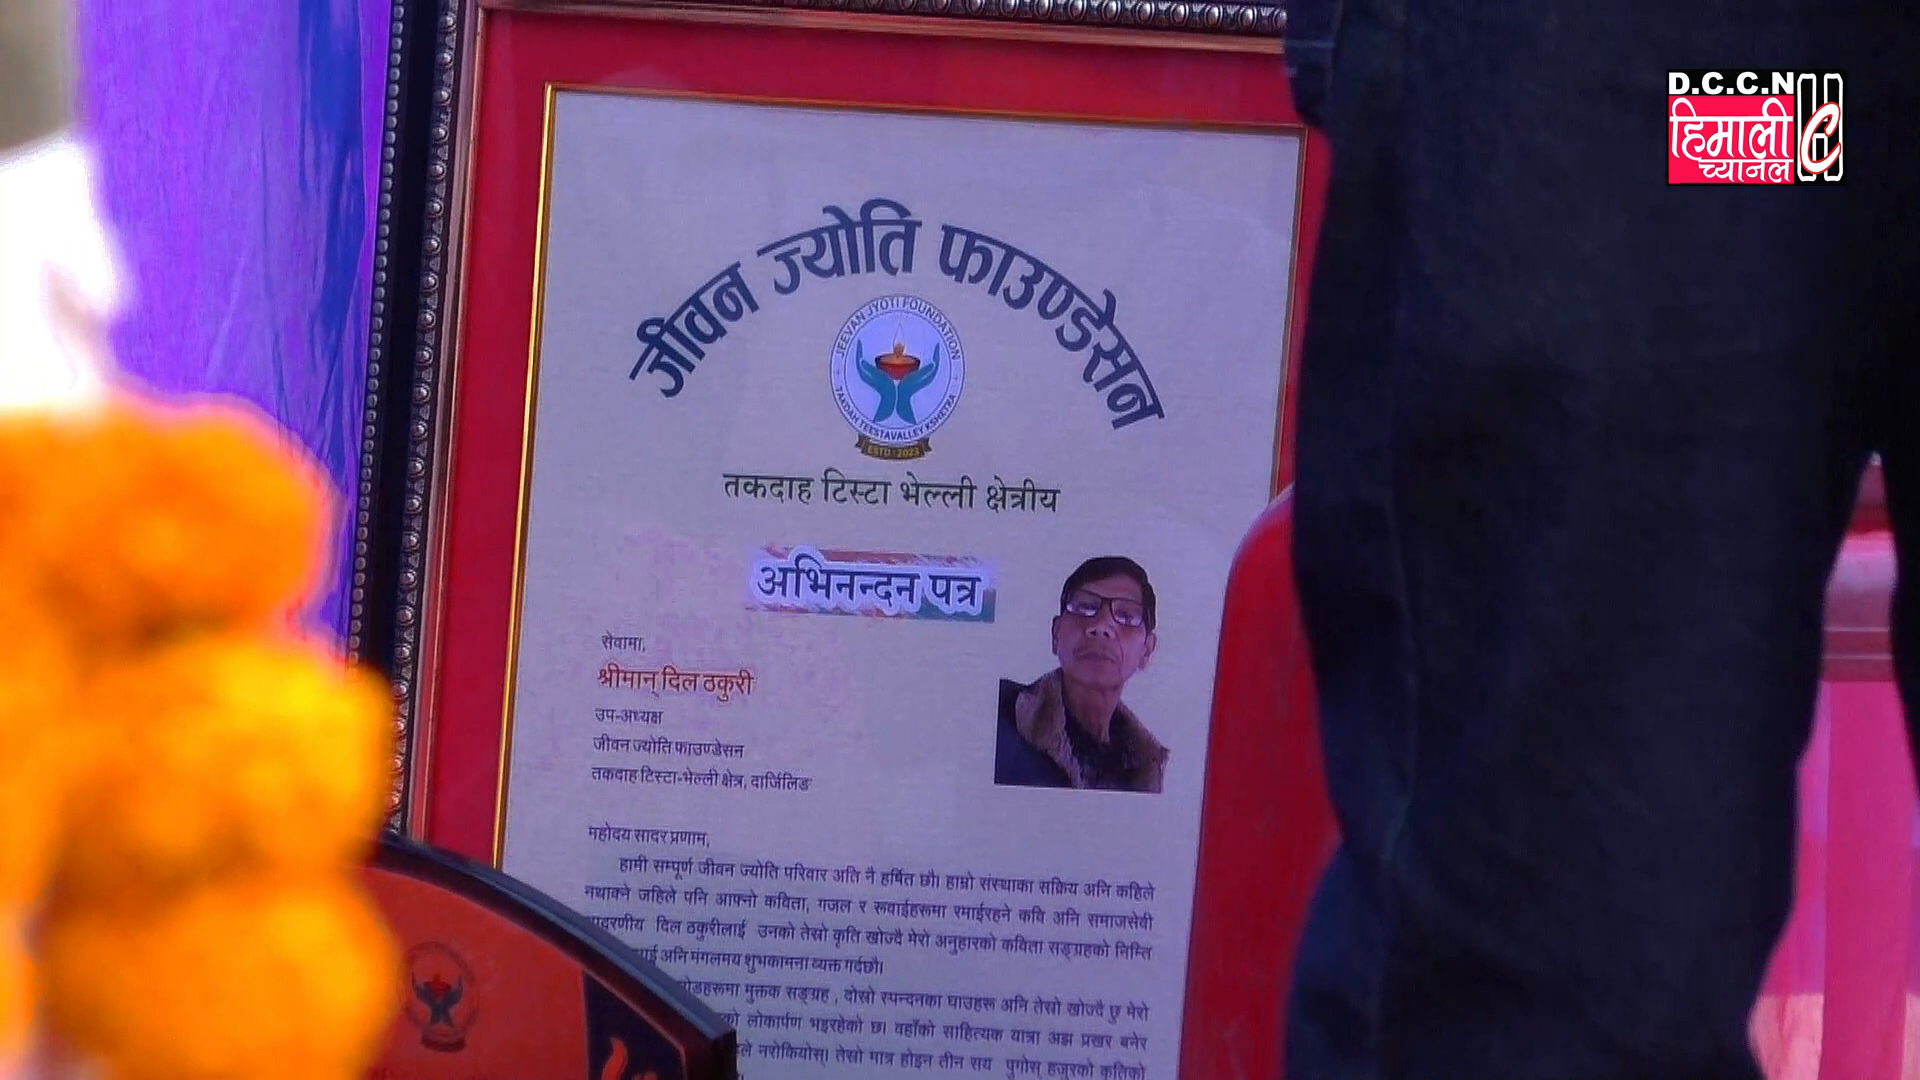 D.C.C.N
हिमाली
च्यानल
जीवन ज्योति फाउण्डेसन
JEEVAN JYOTI FOUNDATION
TAKDAH TEESTAVALLEY KSHETRA
ESTD 2023
तकदाह टिस्टा भेल्ली क्षेत्रीय
अभिनन्दन पत्र
सेवामा,
श्रीमान् दिल ठकुरी
उप-अध्यक्ष
जीवन ज्योति फाउण्डेसन
तकदाह टिस्टा-भेल्ली क्षेत्र, दार्जिलिङ
महोदय सादर प्रणाम,
हामी सम्पूर्ण जीवन ज्योति परिवार अति नै हर्षित छौ। हाम्रो संस्थाका सक्रिय अनि कहिले
नथाक्ने जहिले पनि आफ्नो कविता, गजल र रूवाईहरूमा रमाईरहने कवि अनि समाजसेवी
दिल ठकुरीलाई उनको तेस्रो कृति खोज्दै मेरो अनुहारको कविता सङ्ग्रहको निम्ति
अनि मंगलमय शुभकामना व्यक्त गर्दछौ।
मुक्तक सङ्ग्रह , दोस्रो स्पन्दनका घाउहरू अनि तेस्रो खोज्दै छु मेरो
को लोकार्पण भइरहेको छ। वहाँको साहित्यक यात्रा अझ प्रखर बनेर
नरोकियोस्। तेस्रो मात्र होइन तीन सय पुगोस् हजुरको कृतिको